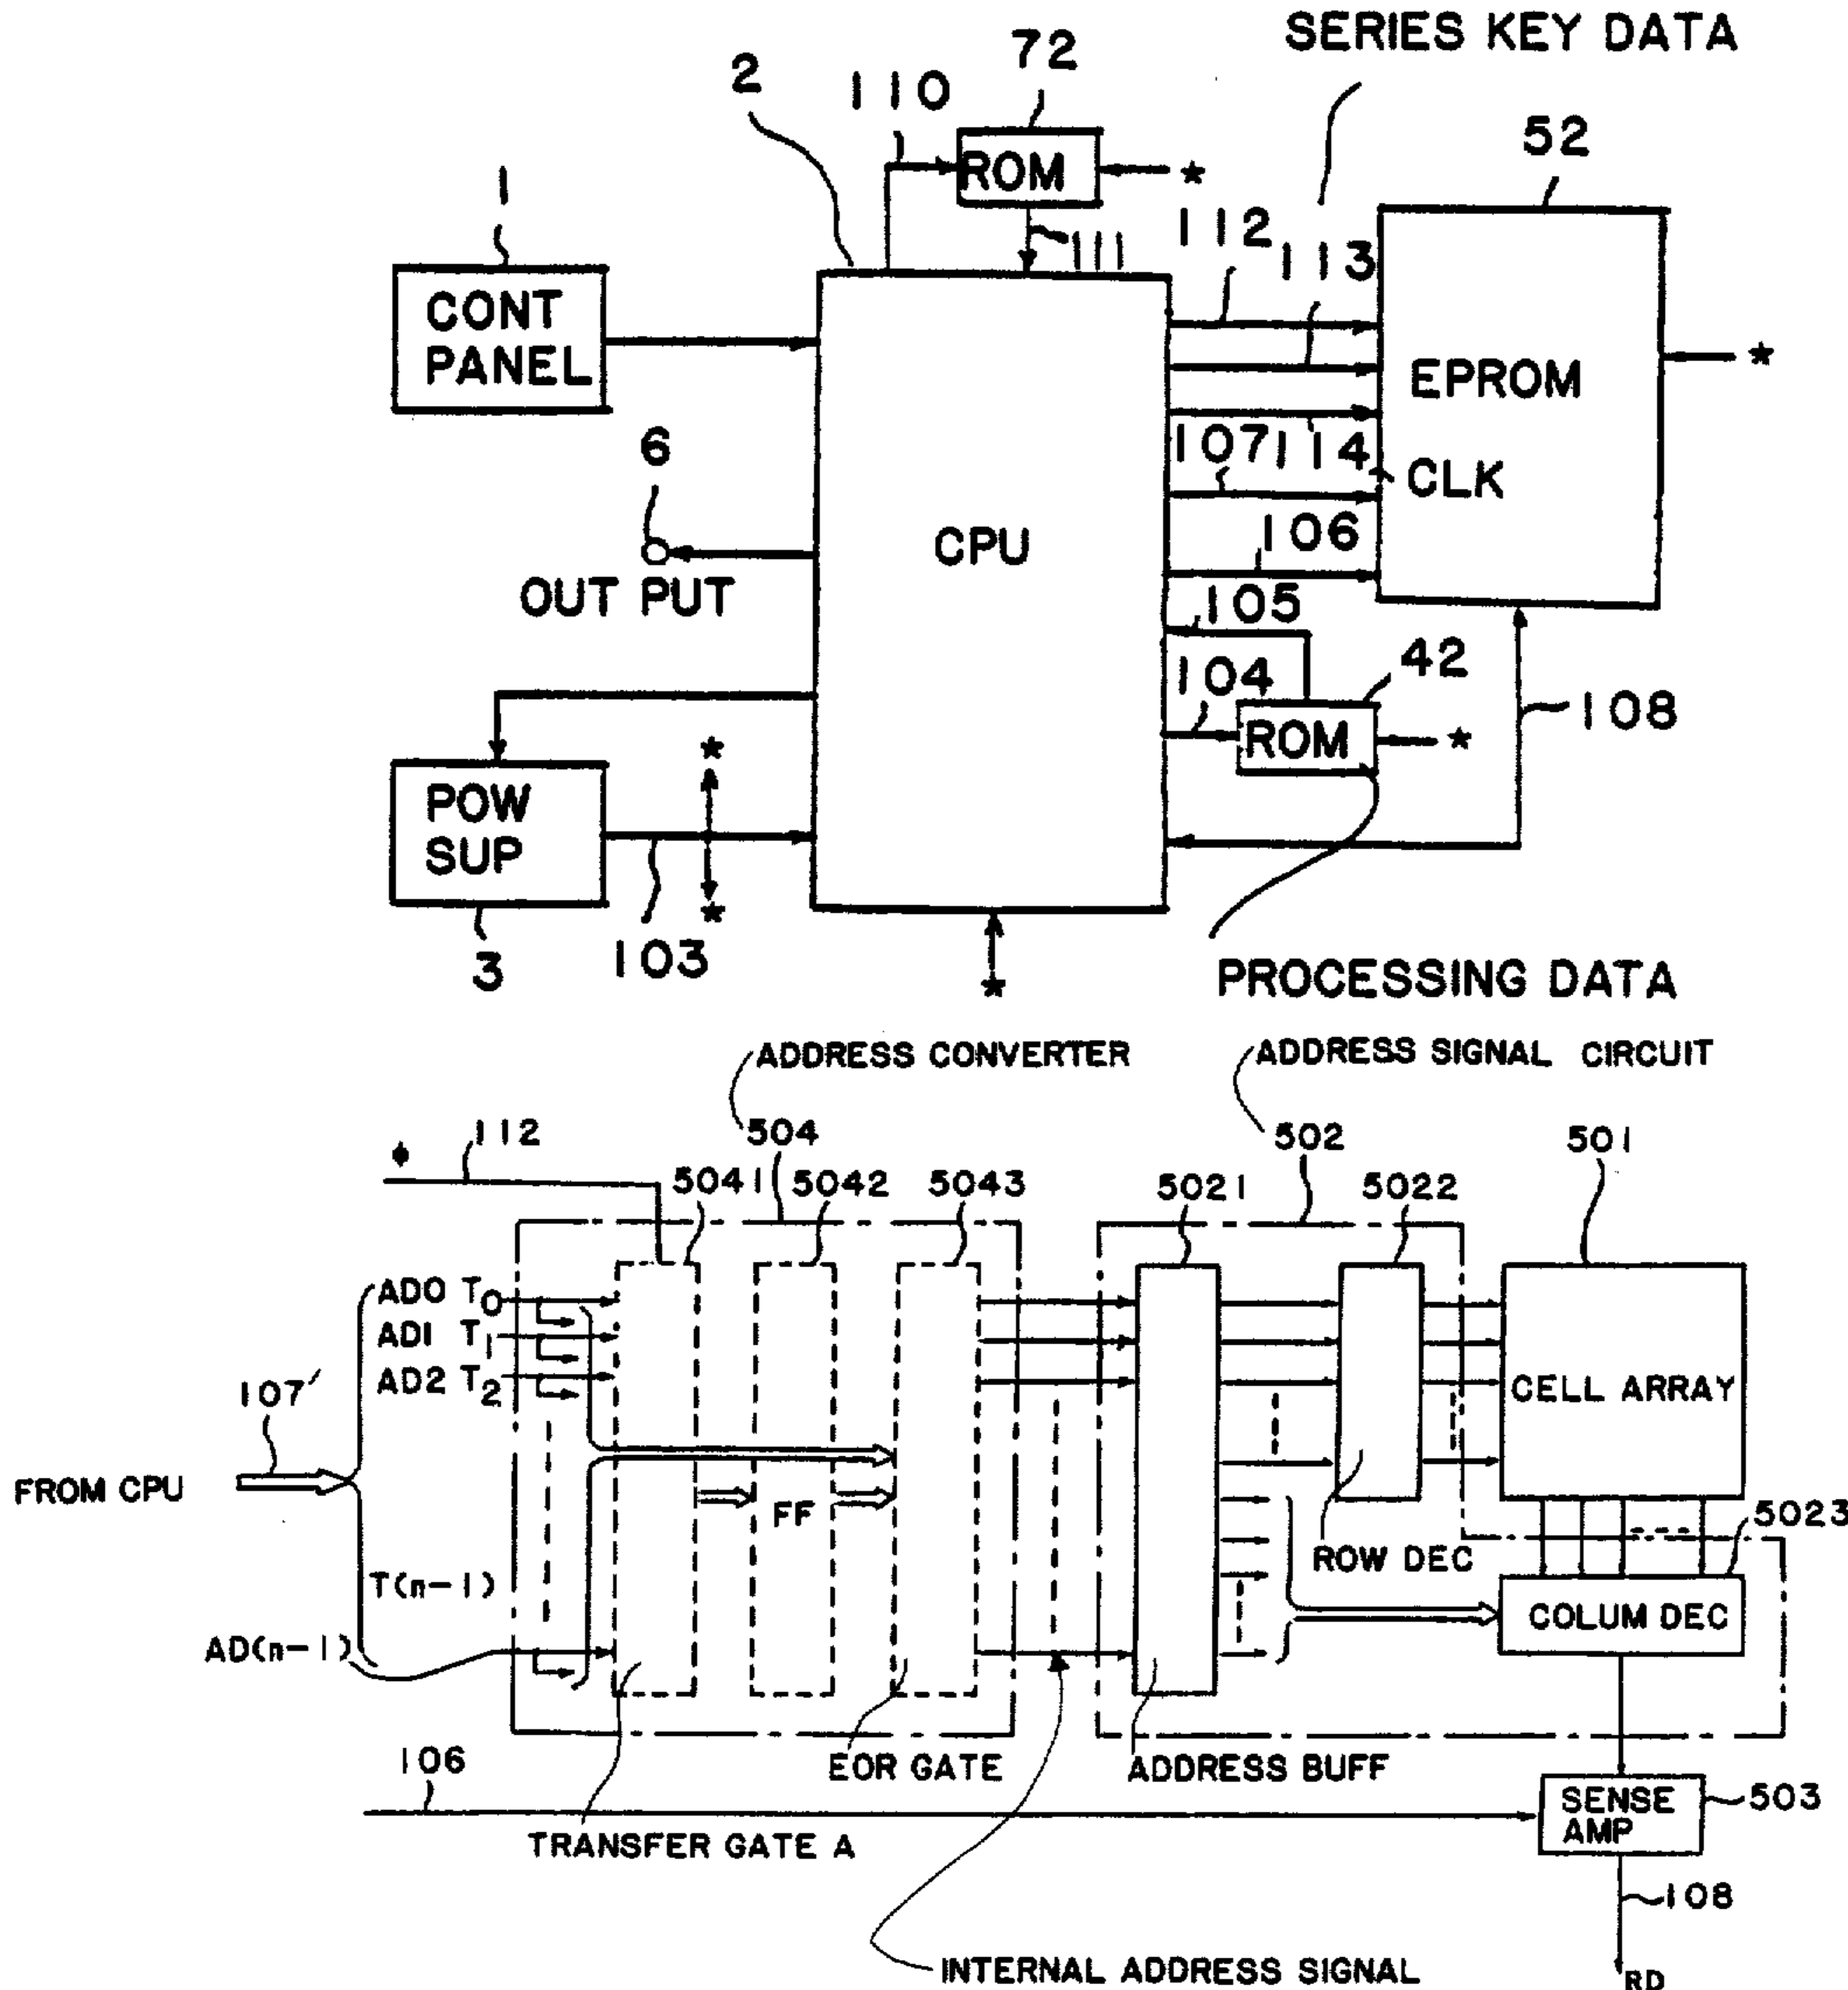 SERIES KEY DATA
72
2
110
52
ROM
*
1
111
112
113
CONT
PANEL
EPROM
*
107
114
CLK
6
CPU
106
OUT PUT
105
104
42
108
ROM
*
*
POW
SUP
*
103
3
*
PROCESSING DATA
ADDRESS CONVERTER
ADDRESS SIGNAL CIRCUIT
112
504
502
501
ϕ
5041
5042
5043
5021
5022
AD0 T0
AD1 T1
AD2 T2
CELL ARRAY
107'
FROM CPU
FF
5023
ROW DEC
T(n-1)
COLUM DEC
AD(n-1)
106
EOR GATE
ADDRESS BUFF
SENSE
AMP
503
TRANSFER GATE A
108
INTERNAL ADDRESS SIGNAL
RD